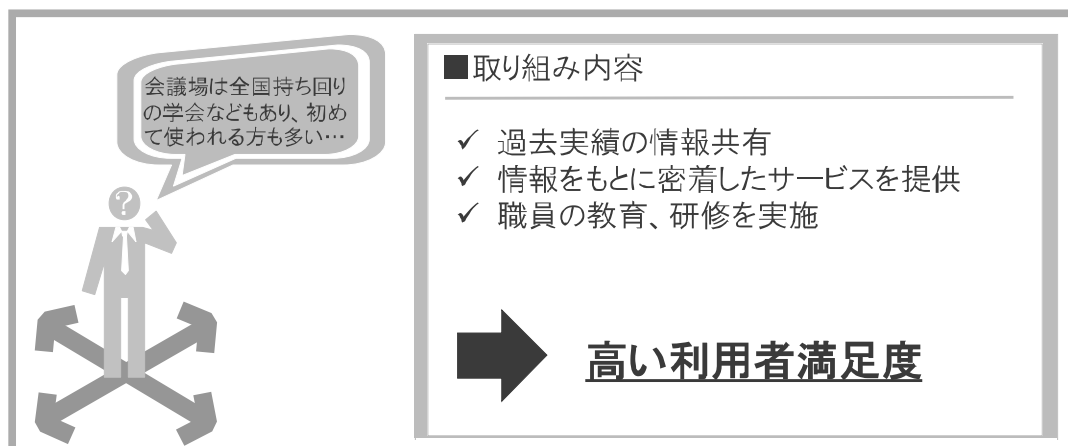 会議場は全国持ち回り
の学会などもあり、初め
て使われる方も多い…
?
■取り組み内容
✓ 過去実績の情報共有
✓ 情報をもとに密着したサービスを提供
✓ 職員の教育、研修を実施
高い利用者満足度